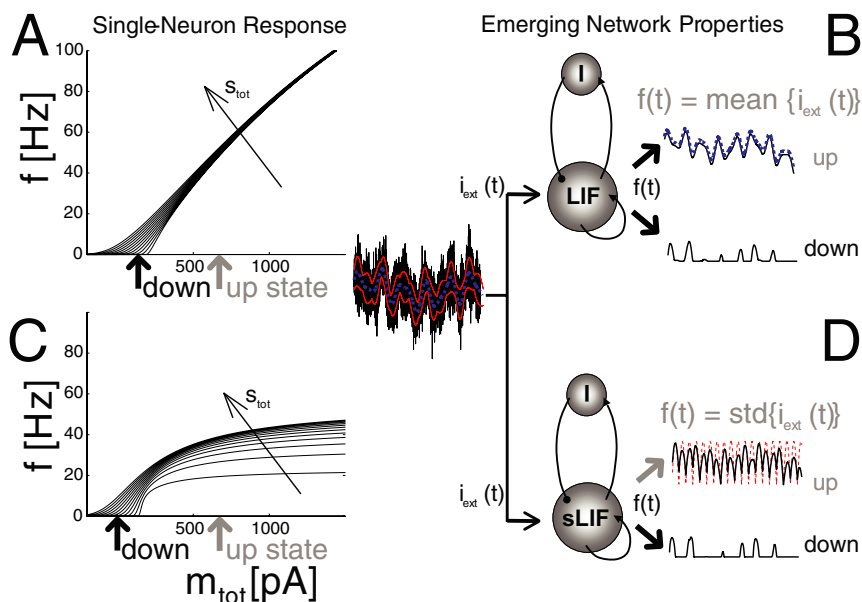 A
Single-Neuron Response
Emerging Network Properties
B
f [Hz]
100
80
60
40
20
0
500
1000
s_tot
down
up state
I
LIF
i_ext (t)
f(t)
f(t) = mean {i_ext (t)}
up
down
C
f [Hz]
80
60
40
20
0
500
1000
s_tot
down
up state
m_tot [pA]
D
I
sLIF
i_ext (t)
f(t)
f(t) = std{i_ext (t)}
up
down